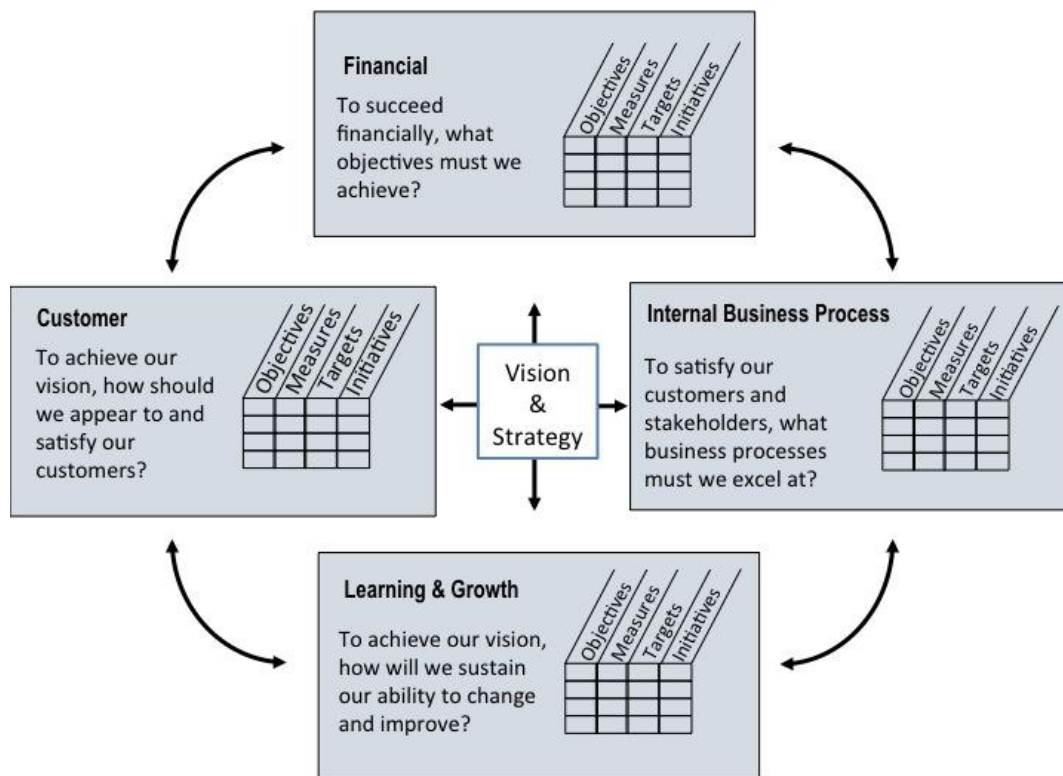 Financial
To succeed
financially, what
objectives must we
achieve?
Objectives
Measures
Targets
Initiatives
Customer
To achieve our
vision, how should
we appear to and
satisfy our
customers?
Objectives
Measures
Targets
Initiatives
Vision
&
Strategy
Internal Business Process
To satisfy our
customers and
stakeholders, what
business processes
must we excel at?
Objectives
Measures
Targets
Initiatives
Learning & Growth
To achieve our vision,
how will we sustain
our ability to change
and improve?
Objectives
Measures
Targets
Initiatives